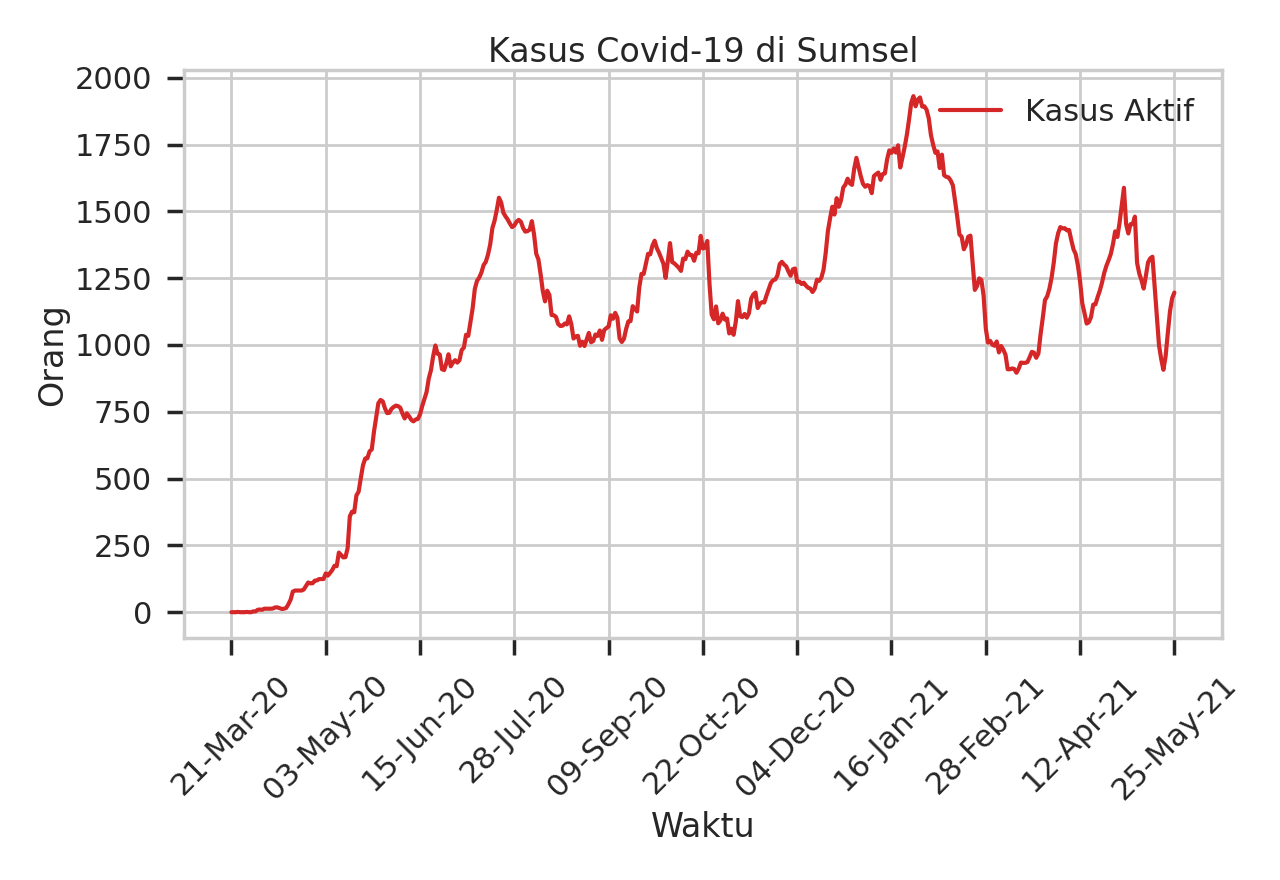 Kasus Covid-19 di Sumsel
Kasus Aktif
Orang
2000
1750
1500
1250
1000
750
500
250
0
21-Mar-20
03-May-20
15-Jun-20
28-Jul-20
09-Sep-20
22-Oct-20
04-Dec-20
16-Jan-21
28-Feb-21
12-Apr-21
25-May-21
Waktu